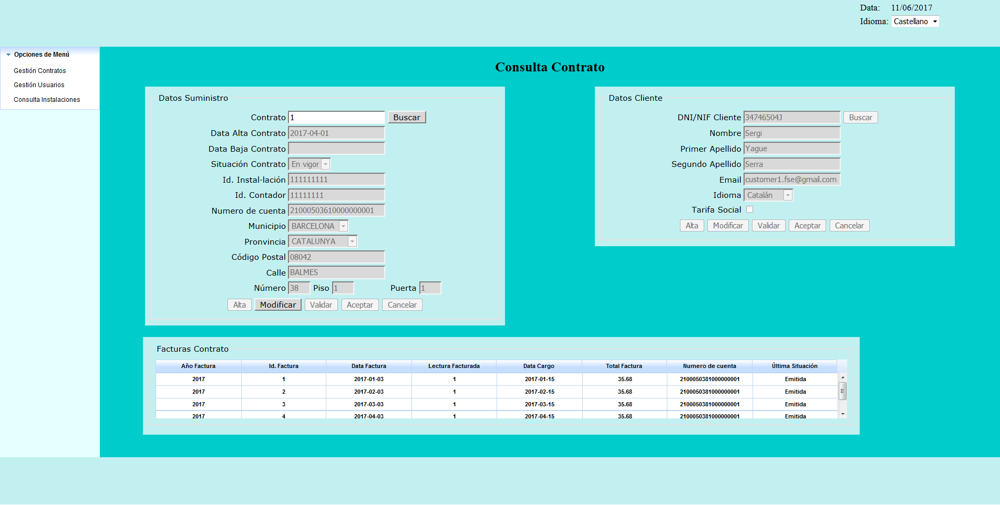 Data: 11/06/2017
Idioma: Castellano
Opciones de Menú
Gestión Contratos
Gestión Usuarios
Consulta Instalaciones
Consulta Contrato
Datos Suministro
Contrato 1 Buscar
Data Alta Contrato 2017-04-01
Data Baja Contrato
Situación Contrato En vigor
Id. Instal·lación 111111111
Id. Contador 11111111
Numero de cuenta 21000503610000000001
Municipio BARCELONA
Pronvincia CATALUNYA
Código Postal 08042
Calle BALMES
Número 38 Piso 1 Puerta 1
Alta Modificar Validar Aceptar Cancelar
Datos Cliente
DNI/NIF Cliente 34746504J Buscar
Nombre Sergi
Primer Apellido Yague
Segundo Apellido Serra
Email customer1.fse@gmail.com
Idioma Catalán
Tarifa Social
Alta Modificar Validar Aceptar Cancelar
Facturas Contrato
Año Factura Id. Factura Data Factura Lectura Facturada Data Cargo Total Factura Numero de cuenta Última Situación
2017 1 2017-01-03 1 2017-01-15 35.68 2100050381000000001 Emitida
2017 2 2017-02-03 1 2017-02-15 35.68 2100050381000000001 Emitida
2017 3 2017-03-03 1 2017-03-15 35.68 2100050381000000001 Emitida
2017 4 2017-04-03 1 2017-04-15 35.68 2100050381000000001 Emitida